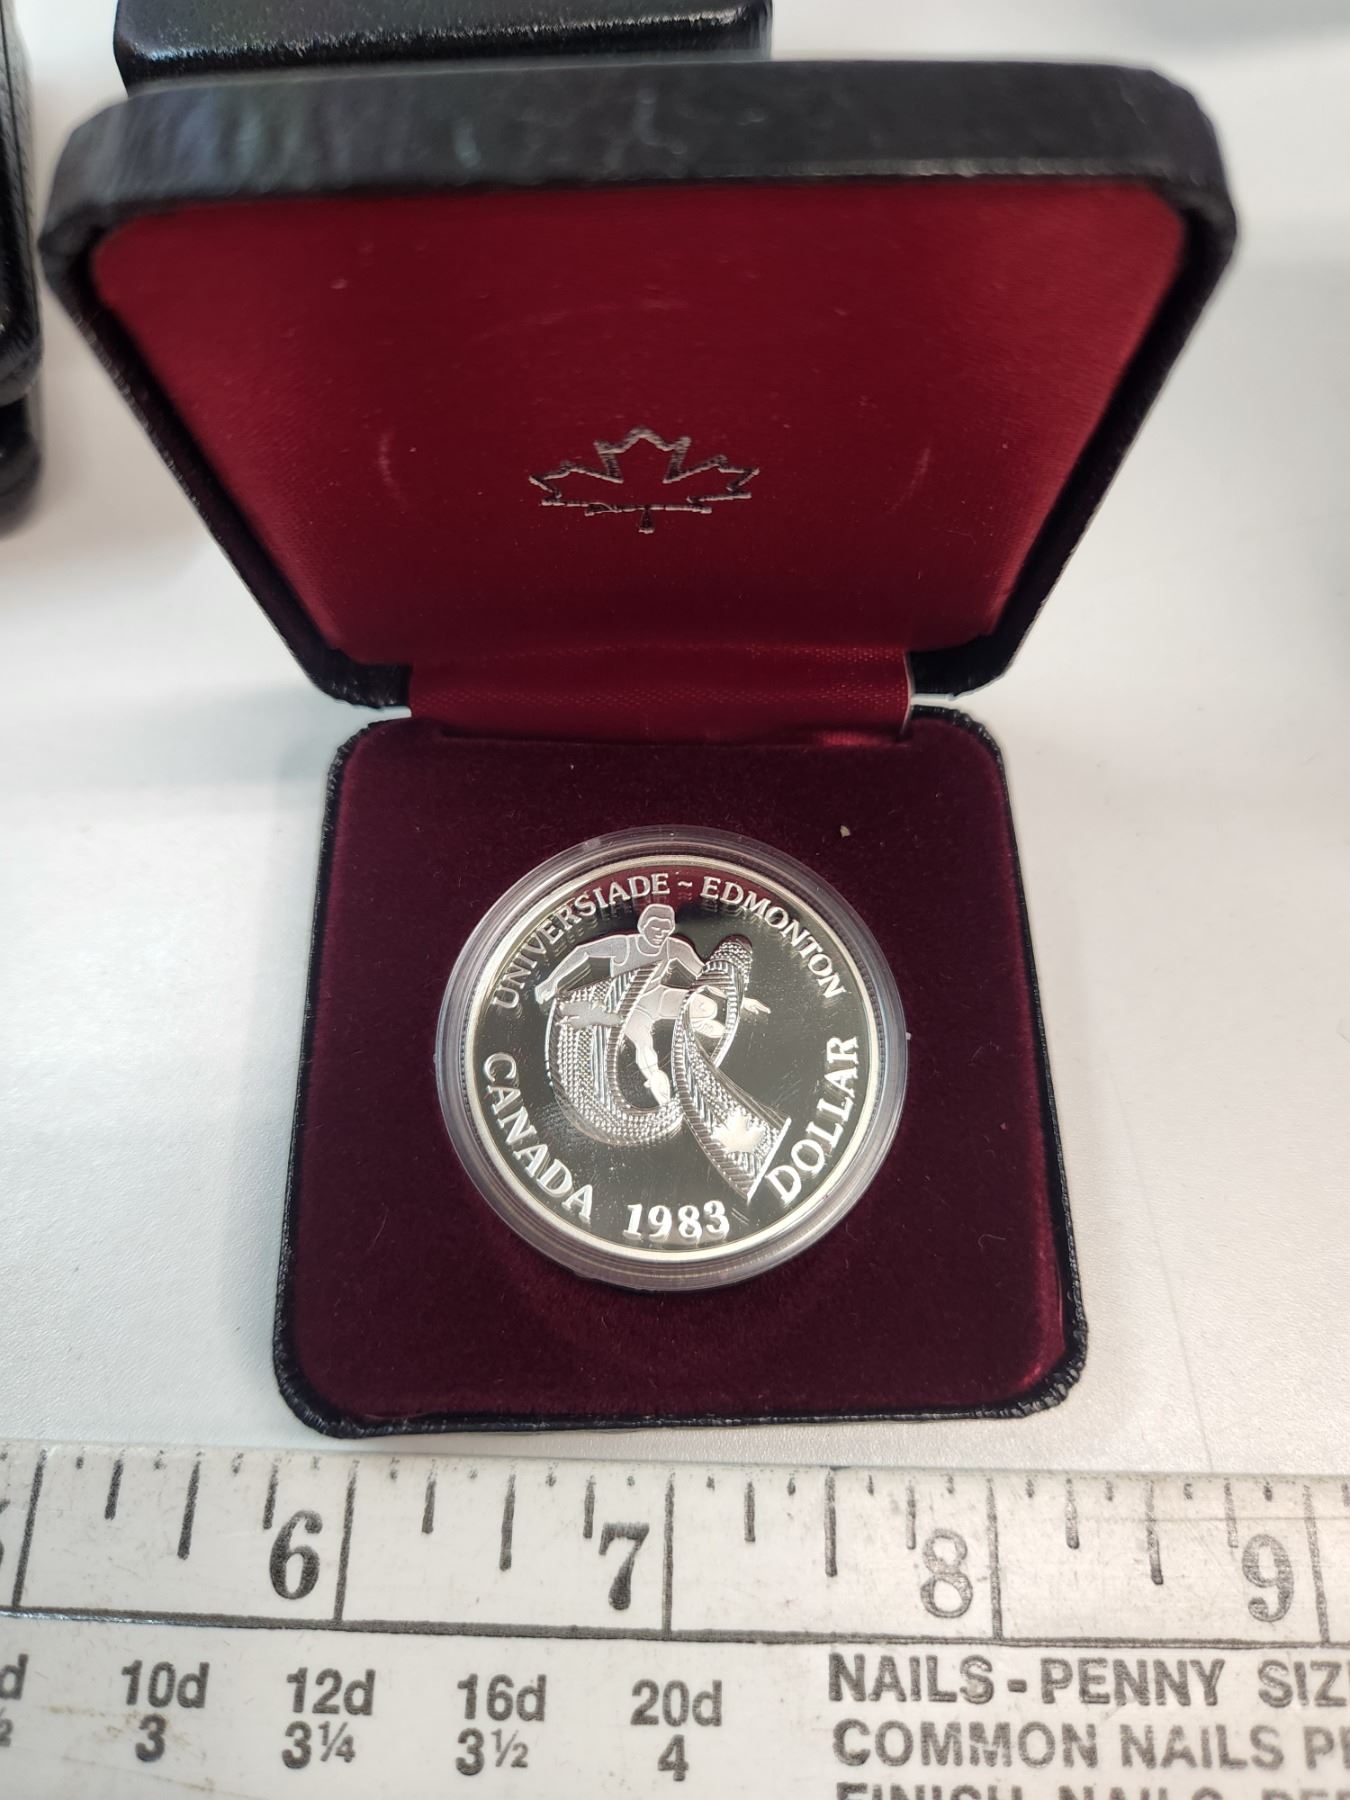 UNIVERSIADE ~ EDMONTON
CANADA 1983 DOLLAR
6 7 8 9
10d 12d 16d 20d
3 3¼ 3½ 4
NAILS - PENNY
COMMON NAILS